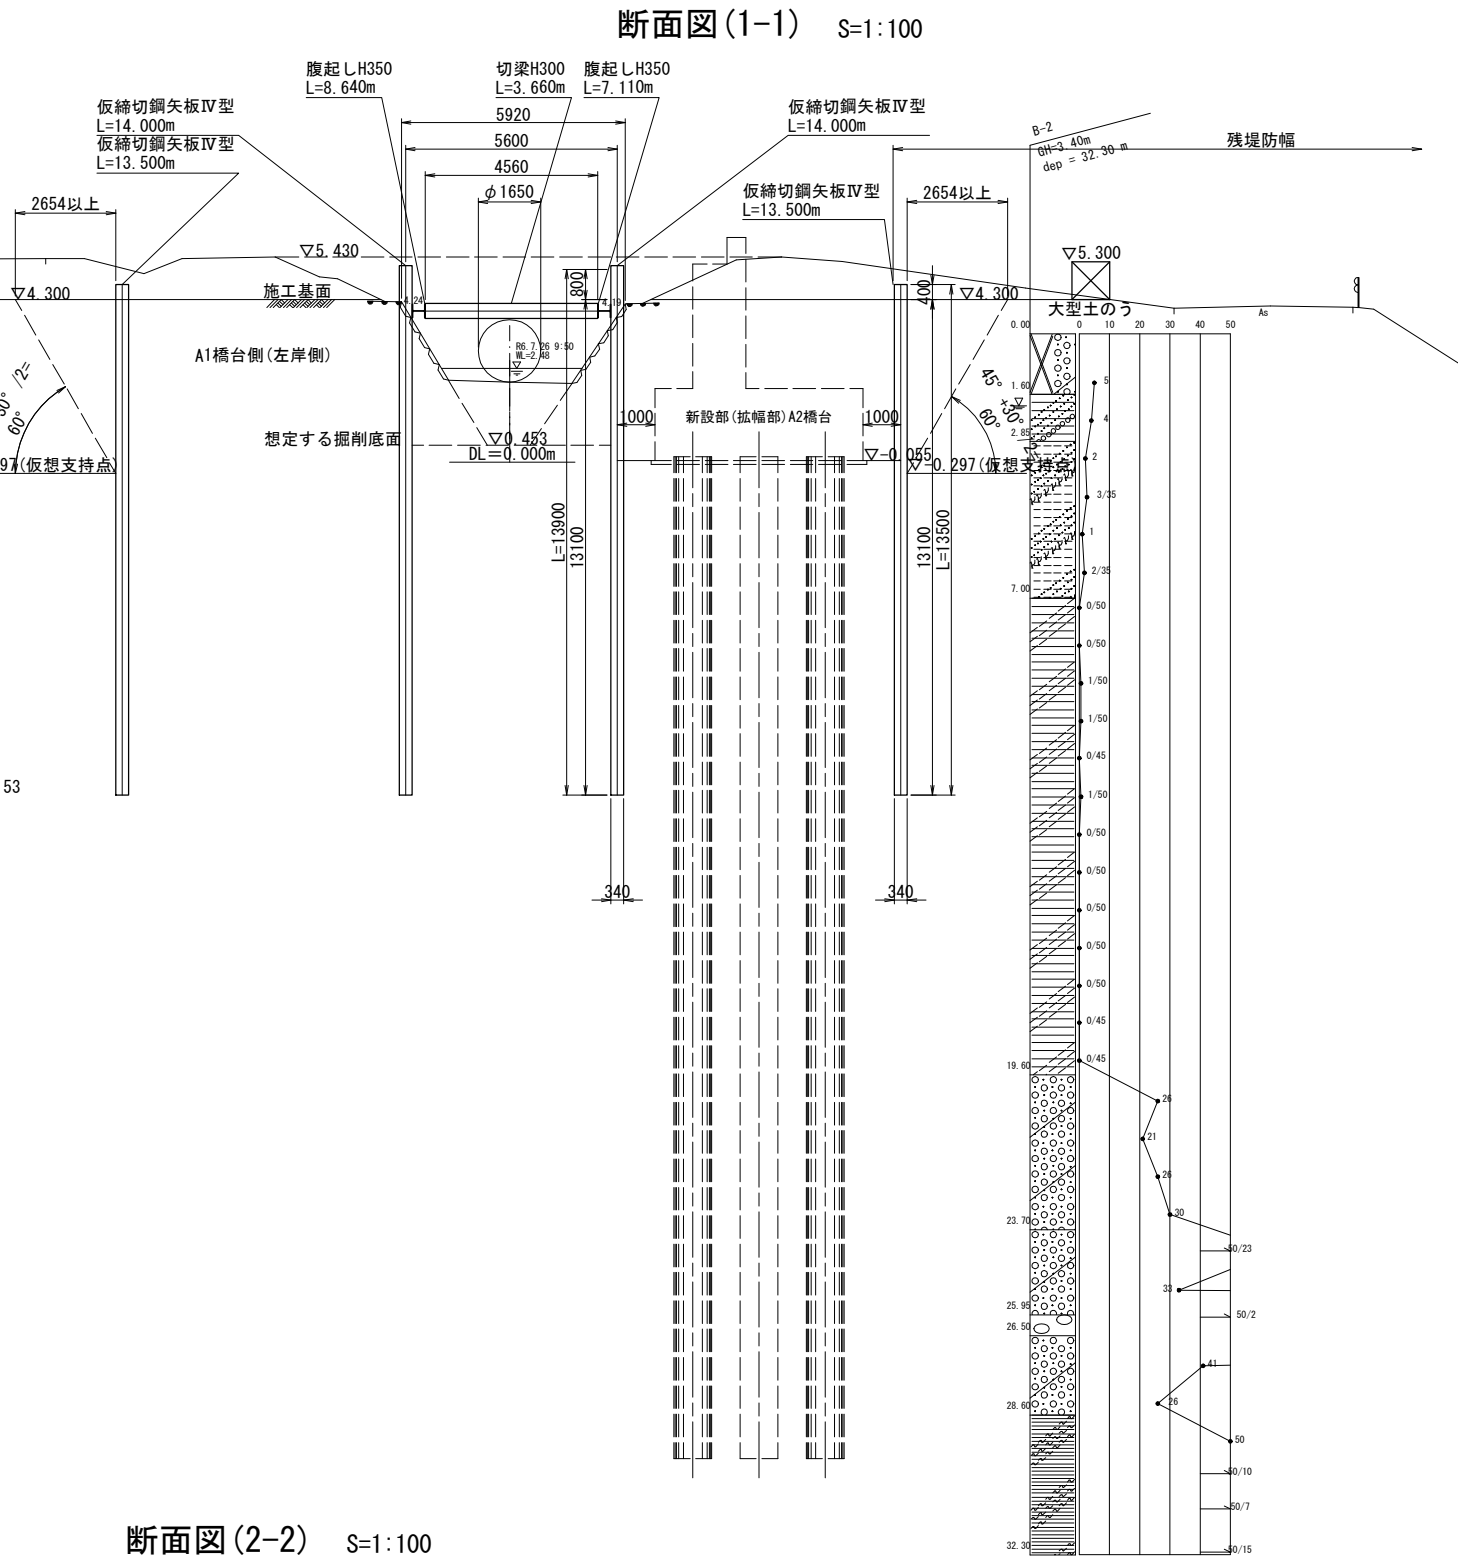 断面図(1-1) S=1:100
腹起しH350
L=8.640m
切梁H300
L=3.660m
腹起しH350
L=7.110m
仮締切鋼矢板Ⅳ型
L=14.000m
仮締切鋼矢板Ⅳ型
L=13.500m
5920
5600
4560
φ1650
仮締切鋼矢板Ⅳ型
L=14.000m
仮締切鋼矢板Ⅳ型
L=13.500m
B-2
GH=3.40m
dep = 32.30 m
残堤防幅
2654以上
2654以上
▽5.430
▽5.300
▽4.300
施工基面
4.24
4.19
800
400
▽4.300
大型土のう
As
A1橋台側(左岸側)
R6.7.26 9:50
WL=2.48
/2=
60°
45°
+30°
60°
想定する掘削底面
▽0.453
DL=0.000m
1000
新設部(拡幅部)A2橋台
1000
▽-0.055
97(仮想支持点)
▽-0.297(仮想支持点)
L=13900
13100
13100
L=13500
53
340
340
0 10 20 30 40 50
0.00
1.60
2.85
7.00
19.60
23.70
25.95
26.50
28.60
32.30
5
4
2
3/35
1
2/35
0/50
0/50
1/50
1/50
0/45
1/50
0/50
0/50
0/50
0/50
0/50
0/45
0/45
26
21
26
30
50/23
33
50/2
41
26
50
50/10
50/7
50/15
断面図(2-2) S=1:100